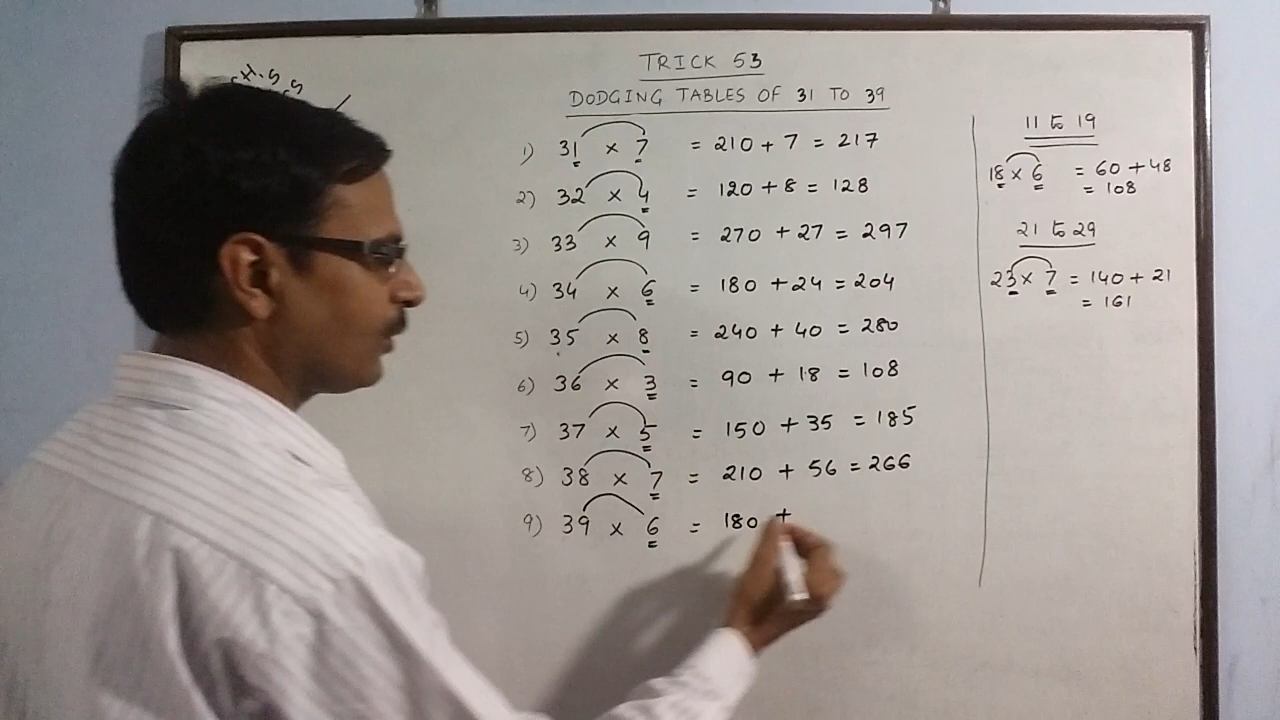 TRICK 53
DODGING TABLES OF 31 TO 39
1) 31 × 7 = 210 + 7 = 217
2) 32 × 4 = 120 + 8 = 128
3) 33 × 9 = 270 + 27 = 297
4) 34 × 6 = 180 + 24 = 204
5) 35 × 8 = 240 + 40 = 280
6) 36 × 3 = 90 + 18 = 108
7) 37 × 5 = 150 + 35 = 185
8) 38 × 7 = 210 + 56 = 266
9) 39 × 6 = 180 +
11 to 19
18 × 6 = 60 + 48
= 108
21 to 29
23 × 7 = 140 + 21
= 161